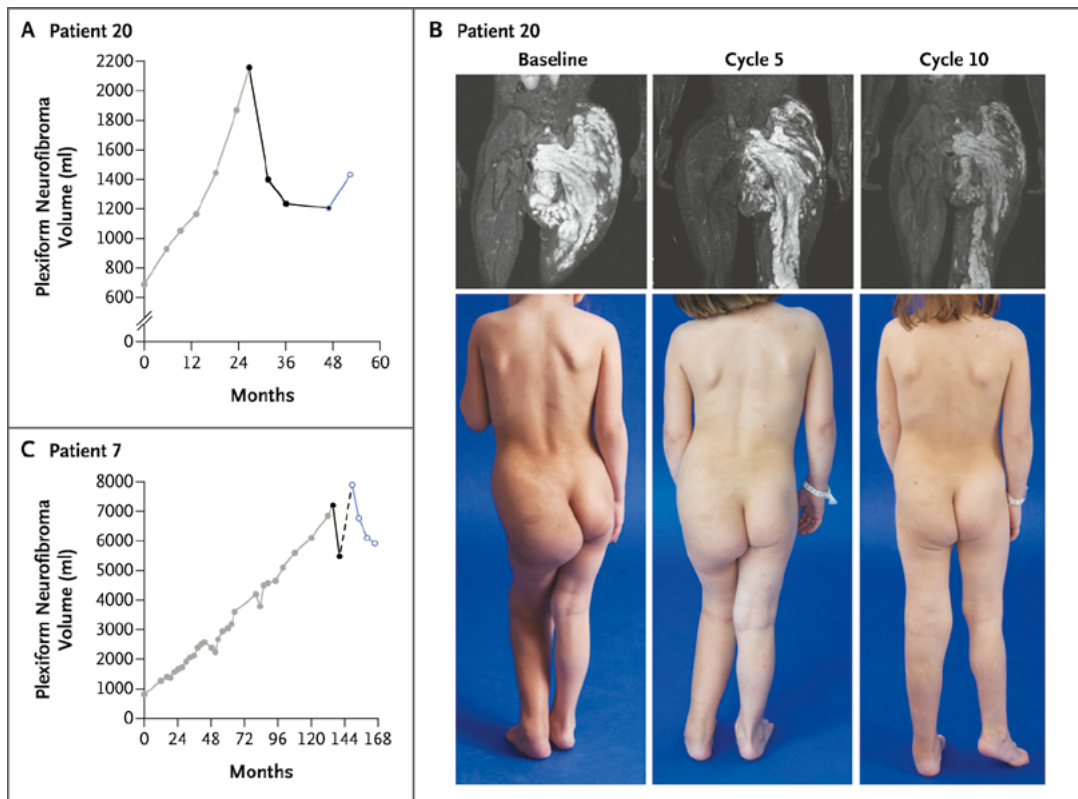 A Patient 20
Plexiform Neurofibroma
Volume (ml)
2200
2000
1800
1600
1400
1200
1000
800
600
0
0 12 24 36 48 60
Months
B Patient 20
Baseline Cycle 5 Cycle 10
C Patient 7
Plexiform Neurofibroma
Volume (ml)
8000
7000
6000
5000
4000
3000
2000
1000
0
0 24 48 72 96 120 144 168
Months